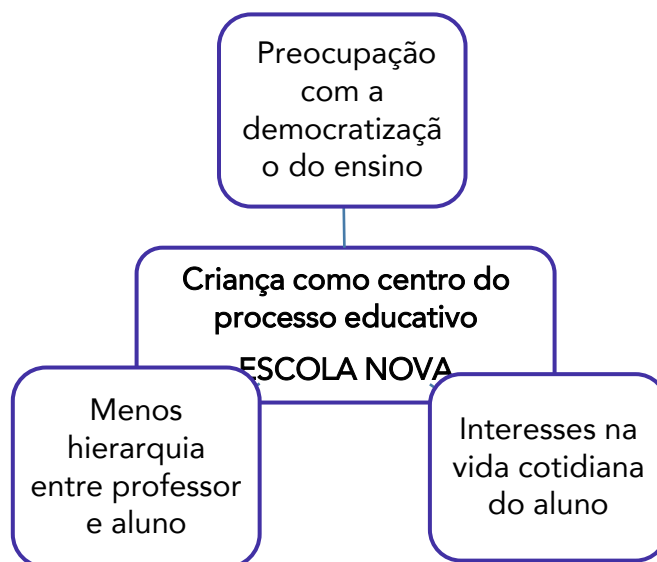 Preocupação
com a
democratizaçã
o do ensino
Criança como centro do
processo educativo
ESCOLA NOVA
Menos
hierarquia
entre professor
e aluno
Interesses na
vida cotidiana
do aluno